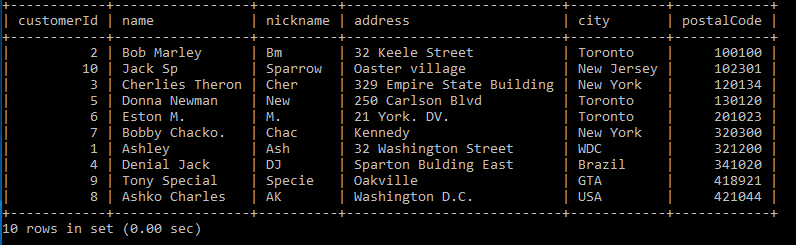 | customerId | name | nickname | address | city | postalCode |
| 2 | Bob Marley | Bm | 32 Keele Street | Toronto | 100100 |
| 10 | Jack Sp | Sparrow | Oaster village | New Jersey | 102301 |
| 3 | Cherlies Theron | Cher | 329 Empire State Building | New York | 120134 |
| 5 | Donna Newman | New | 250 Carlson Blvd | Toronto | 130120 |
| 6 | Eston M. | M. | 21 York. DV. | Toronto | 201023 |
| 7 | Bobby Chacko. | Chac | Kennedy | New York | 320300 |
| 1 | Ashley | Ash | 32 Washington Street | WDC | 321200 |
| 4 | Denial Jack | DJ | Sparton Bulding East | Brazil | 341020 |
| 9 | Tony Special | Specie | Oakville | GTA | 418921 |
| 8 | Ashko Charles | AK | Washington D.C. | USA | 421044 |
10 rows in set (0.00 sec)